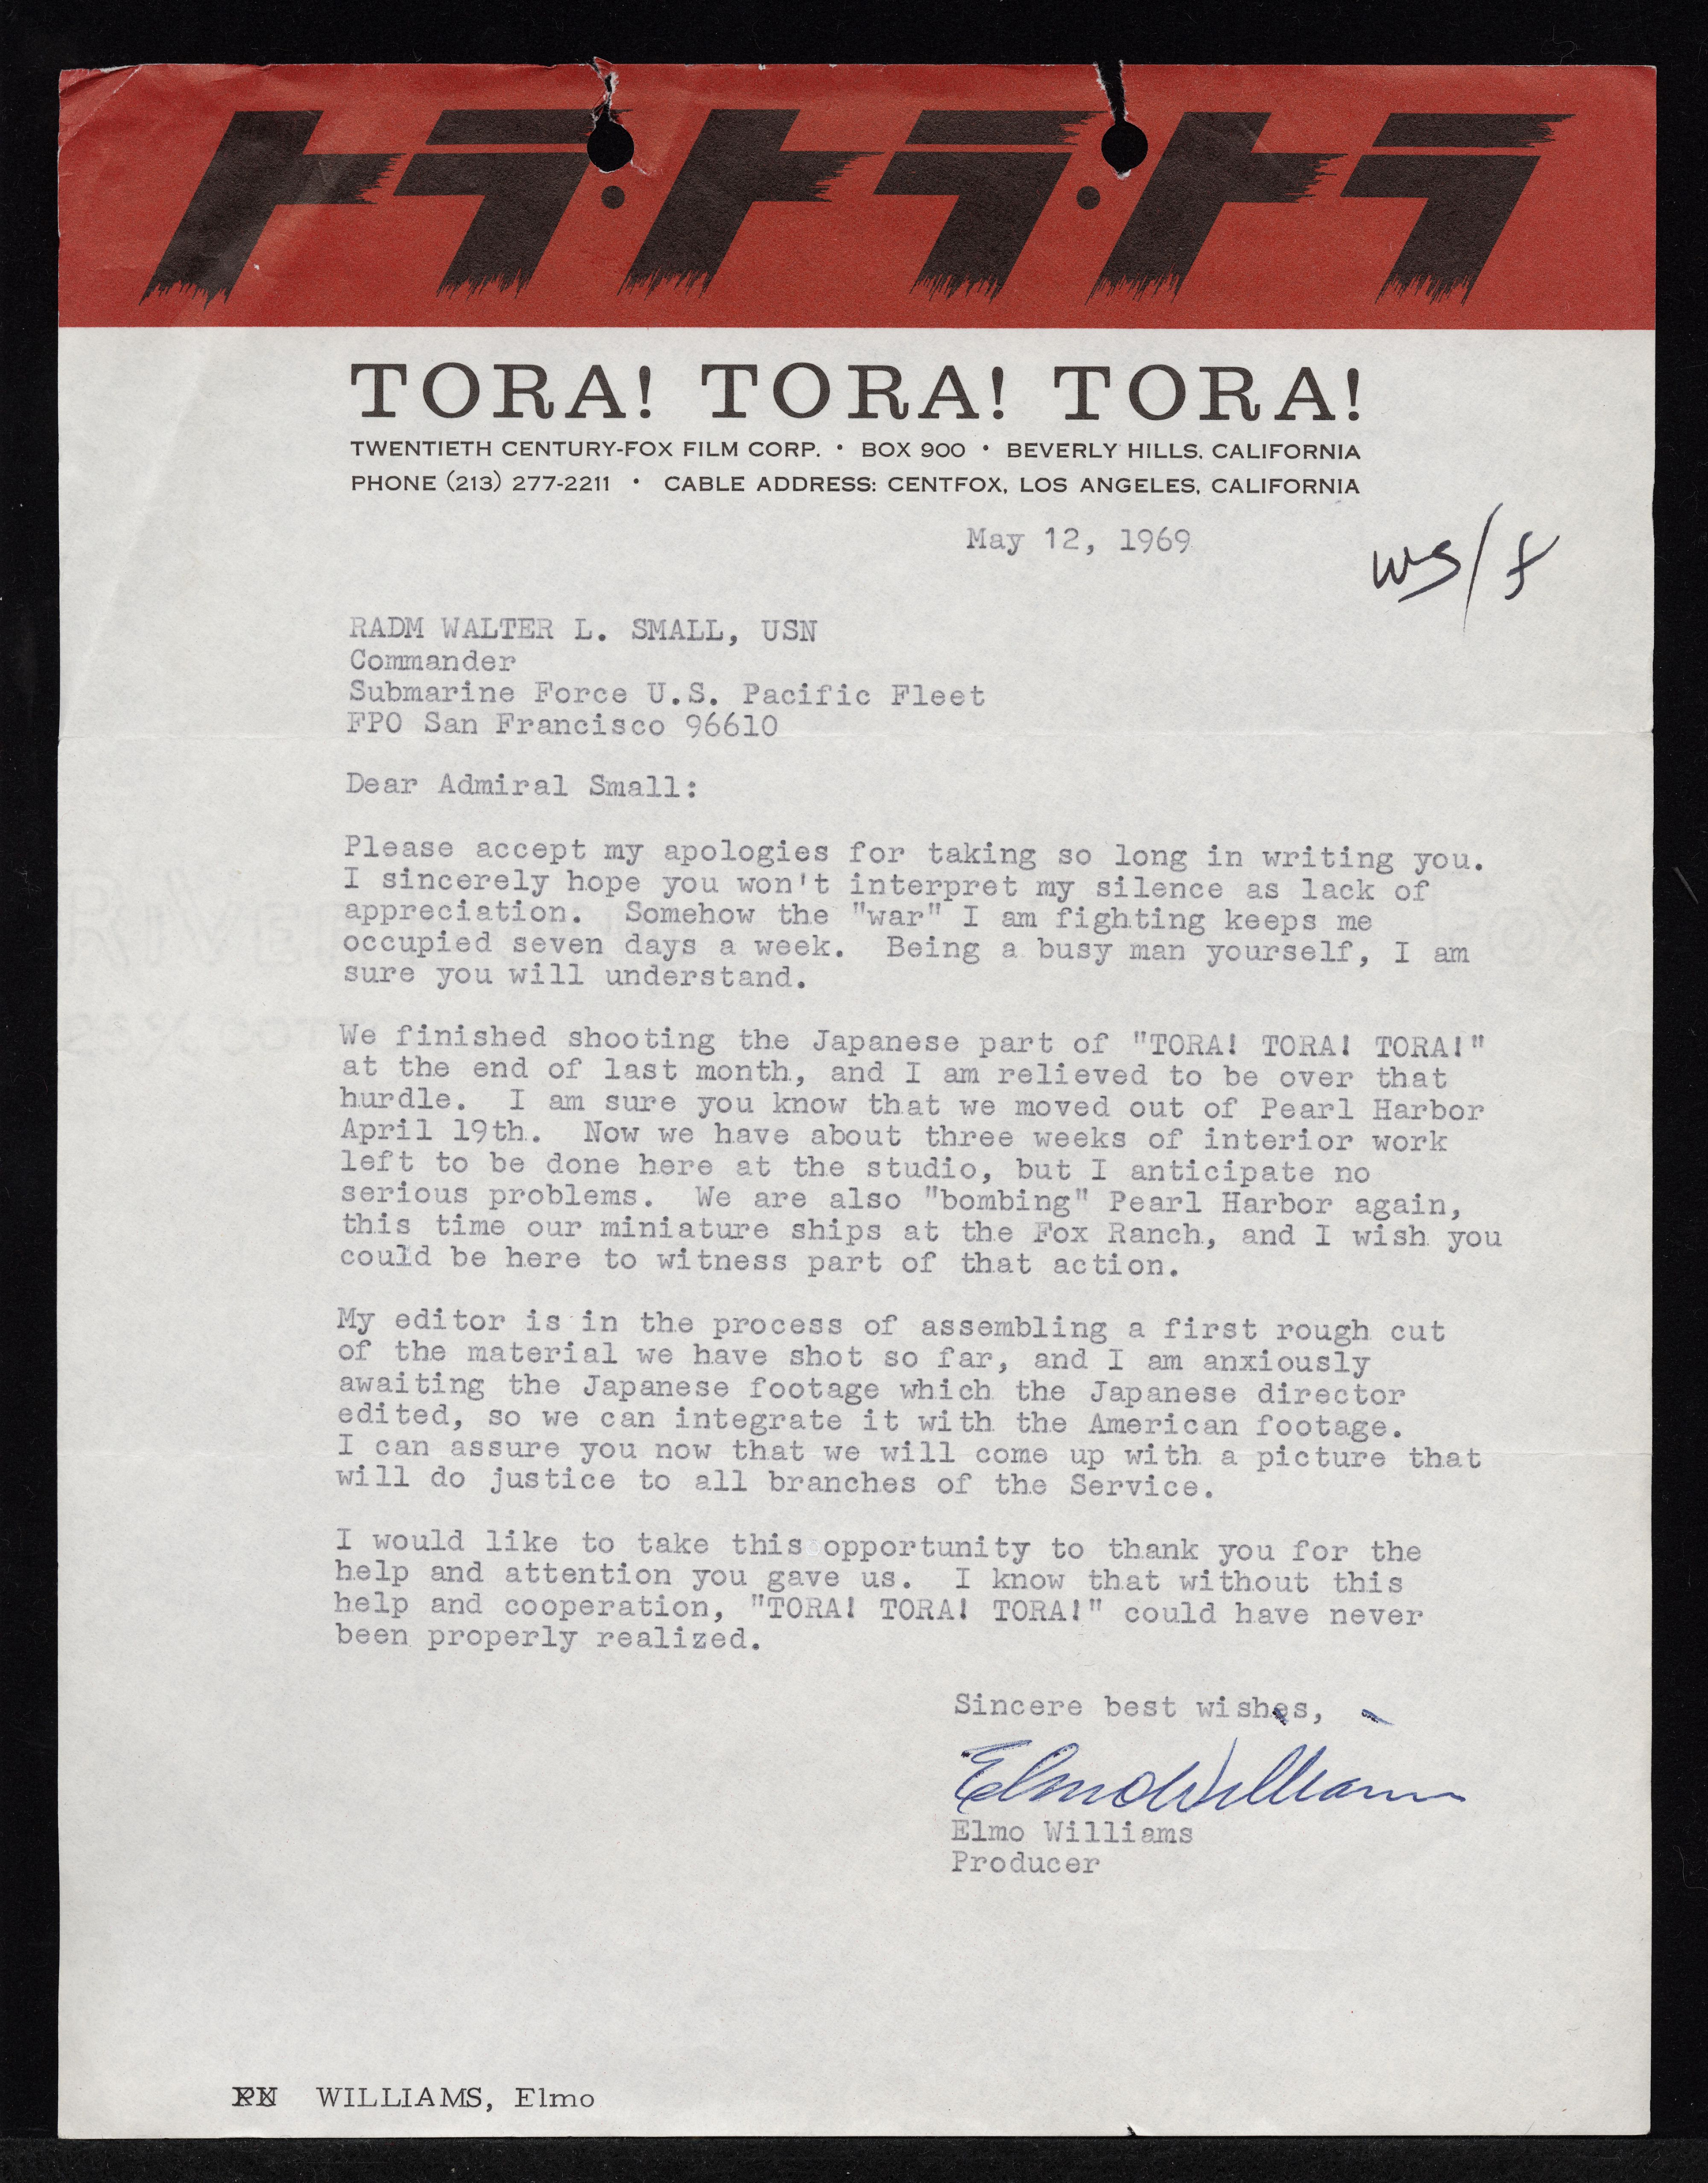 トラ・トラ・トラ
TORA! TORA! TORA!
TWENTIETH CENTURY-FOX FILM CORP. • BOX 900 • BEVERLY HILLS, CALIFORNIA
PHONE (213) 277-2211 • CABLE ADDRESS: CENTFOX, LOS ANGELES, CALIFORNIA
May 12, 1969
ws/f
RADM WALTER L. SMALL, USN
Commander
Submarine Force U.S. Pacific Fleet
FPO San Francisco 96610
Dear Admiral Small:
Please accept my apologies for taking so long in writing you.
I sincerely hope you won't interpret my silence as lack of
appreciation. Somehow the "war" I am fighting keeps me
occupied seven days a week. Being a busy man yourself, I am
sure you will understand.
We finished shooting the Japanese part of "TORA! TORA! TORA!"
at the end of last month, and I am relieved to be over that
hurdle. I am sure you know that we moved out of Pearl Harbor
April 19th. Now we have about three weeks of interior work
left to be done here at the studio, but I anticipate no
serious problems. We are also "bombing" Pearl Harbor again,
this time our miniature ships at the Fox Ranch, and I wish you
could be here to witness part of that action.
My editor is in the process of assembling a first rough cut
of the material we have shot so far, and I am anxiously
awaiting the Japanese footage which the Japanese director
edited, so we can integrate it with the American footage.
I can assure you now that we will come up with a picture that
will do justice to all branches of the Service.
I would like to take this opportunity to thank you for the
help and attention you gave us. I know that without this
help and cooperation, "TORA! TORA! TORA!" could have never
been properly realized.
Sincere best wishes,
Elmo Williams
Elmo Williams
Producer
WILLIAMS, Elmo